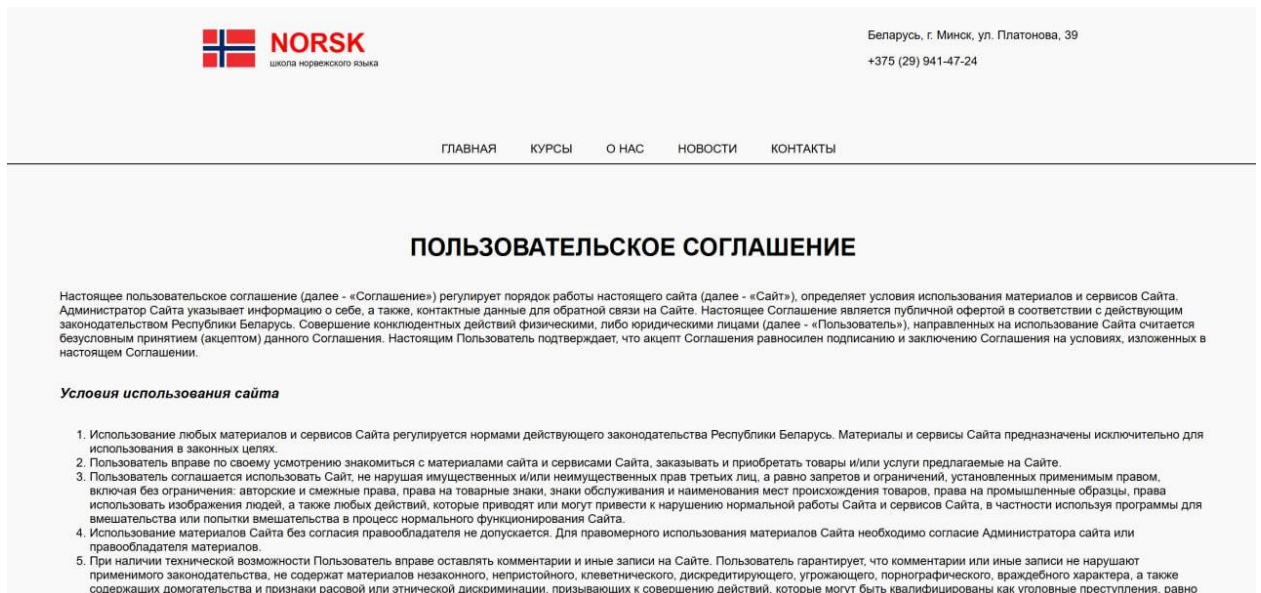 NORSK
школа норвежского языка
Беларусь, г. Минск, ул. Платонова, 39
+375 (29) 941-47-24
ГЛАВНАЯ КУРСЫ О НАС НОВОСТИ КОНТАКТЫ
ПОЛЬЗОВАТЕЛЬСКОЕ СОГЛАШЕНИЕ
Настоящее пользовательское соглашение (далее - «Соглашение») регулирует порядок работы настоящего сайта (далее - «Сайт»), определяет условия использования материалов и сервисов Сайта.
Администратор Сайта указывает информацию о себе, а также, контактные данные для обратной связи на Сайте. Настоящее Соглашение является публичной офертой в соответствии с действующим
законодательством Республики Беларусь. Совершение конклюдентных действий физическими, либо юридическими лицами (далее - «Пользователь»), направленных на использование Сайта считается
безусловным принятием (акцептом) данного Соглашения. Настоящим Пользователь подтверждает, что акцепт Соглашения равносилен подписанию и заключению Соглашения на условиях, изложенных в
настоящем Соглашении.
Условия использования сайта
1. Использование любых материалов и сервисов Сайта регулируется нормами действующего законодательства Республики Беларусь. Материалы и сервисы Сайта предназначены исключительно для
использования в законных целях.
2. Пользователь вправе по своему усмотрению знакомиться с материалами сайта и сервисами Сайта, заказывать и приобретать товары и/или услуги предлагаемые на Сайте.
3. Пользователь соглашается использовать Сайт, не нарушая имущественных и/или неимущественных прав третьих лиц, а равно запретов и ограничений, установленных применимым правом,
включая без ограничения: авторские и смежные права, права на товарные знаки, знаки обслуживания и наименования мест происхождения товаров, права на промышленные образцы, права
использовать изображения людей, а также любых действий, которые приводят или могут привести к нарушению нормальной работы Сайта и сервисов Сайта, в частности используя программы для
вмешательства или попытки вмешательства в процесс нормального функционирования Сайта.
4. Использование материалов Сайта без согласия правообладателя не допускается. Для правомерного использования материалов Сайта необходимо согласие Администратора сайта или
правообладателя материалов.
5. При наличии технической возможности Пользователь вправе оставлять комментарии и иные записи на Сайте. Пользователь гарантирует, что комментарии или иные записи не нарушают
применимого законодательства, не содержат материалов незаконного, непристойного, клеветнического, дискредитирующего, угрожающего, порнографического, враждебного характера, а также
содержащих домогательства и признаки расовой или этнической дискриминации, призывающих к совершению действий, которые могут быть квалифицированы как уголовные преступления, равно